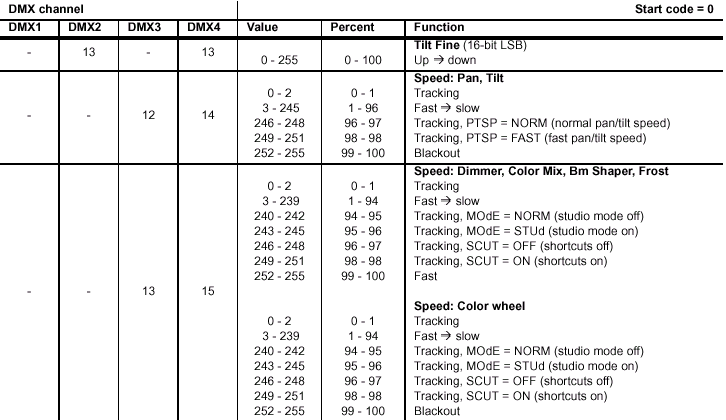 DMX channel Start code = 0
DMX1 DMX2 DMX3 DMX4 Value Percent Function
- 13 - 13 Tilt Fine (16-bit LSB)
0 - 255 0 - 100 Up → down
Speed: Pan, Tilt
0 - 2 0 - 1 Tracking
3 - 245 1 - 96 Fast → slow
- - 12 14 246 - 248 96 - 97 Tracking, PTSP = NORM (normal pan/tilt speed)
249 - 251 98 - 98 Tracking, PTSP = FAST (fast pan/tilt speed)
252 - 255 99 - 100 Blackout
Speed: Dimmer, Color Mix, Bm Shaper, Frost
0 - 2 0 - 1 Tracking
3 - 239 1 - 94 Fast → slow
240 - 242 94 - 95 Tracking, MOdE = NORM (studio mode off)
243 - 245 95 - 96 Tracking, MOdE = STUd (studio mode on)
246 - 248 96 - 97 Tracking, SCUT = OFF (shortcuts off)
249 - 251 98 - 98 Tracking, SCUT = ON (shortcuts on)
252 - 255 99 - 100 Fast
- - 13 15
Speed: Color wheel
0 - 2 0 - 1 Tracking
3 - 239 1 - 94 Fast → slow
240 - 242 94 - 95 Tracking, MOdE = NORM (studio mode off)
243 - 245 95 - 96 Tracking, MOdE = STUd (studio mode on)
246 - 248 96 - 97 Tracking, SCUT = OFF (shortcuts off)
249 - 251 98 - 98 Tracking, SCUT = ON (shortcuts on)
252 - 255 99 - 100 Blackout